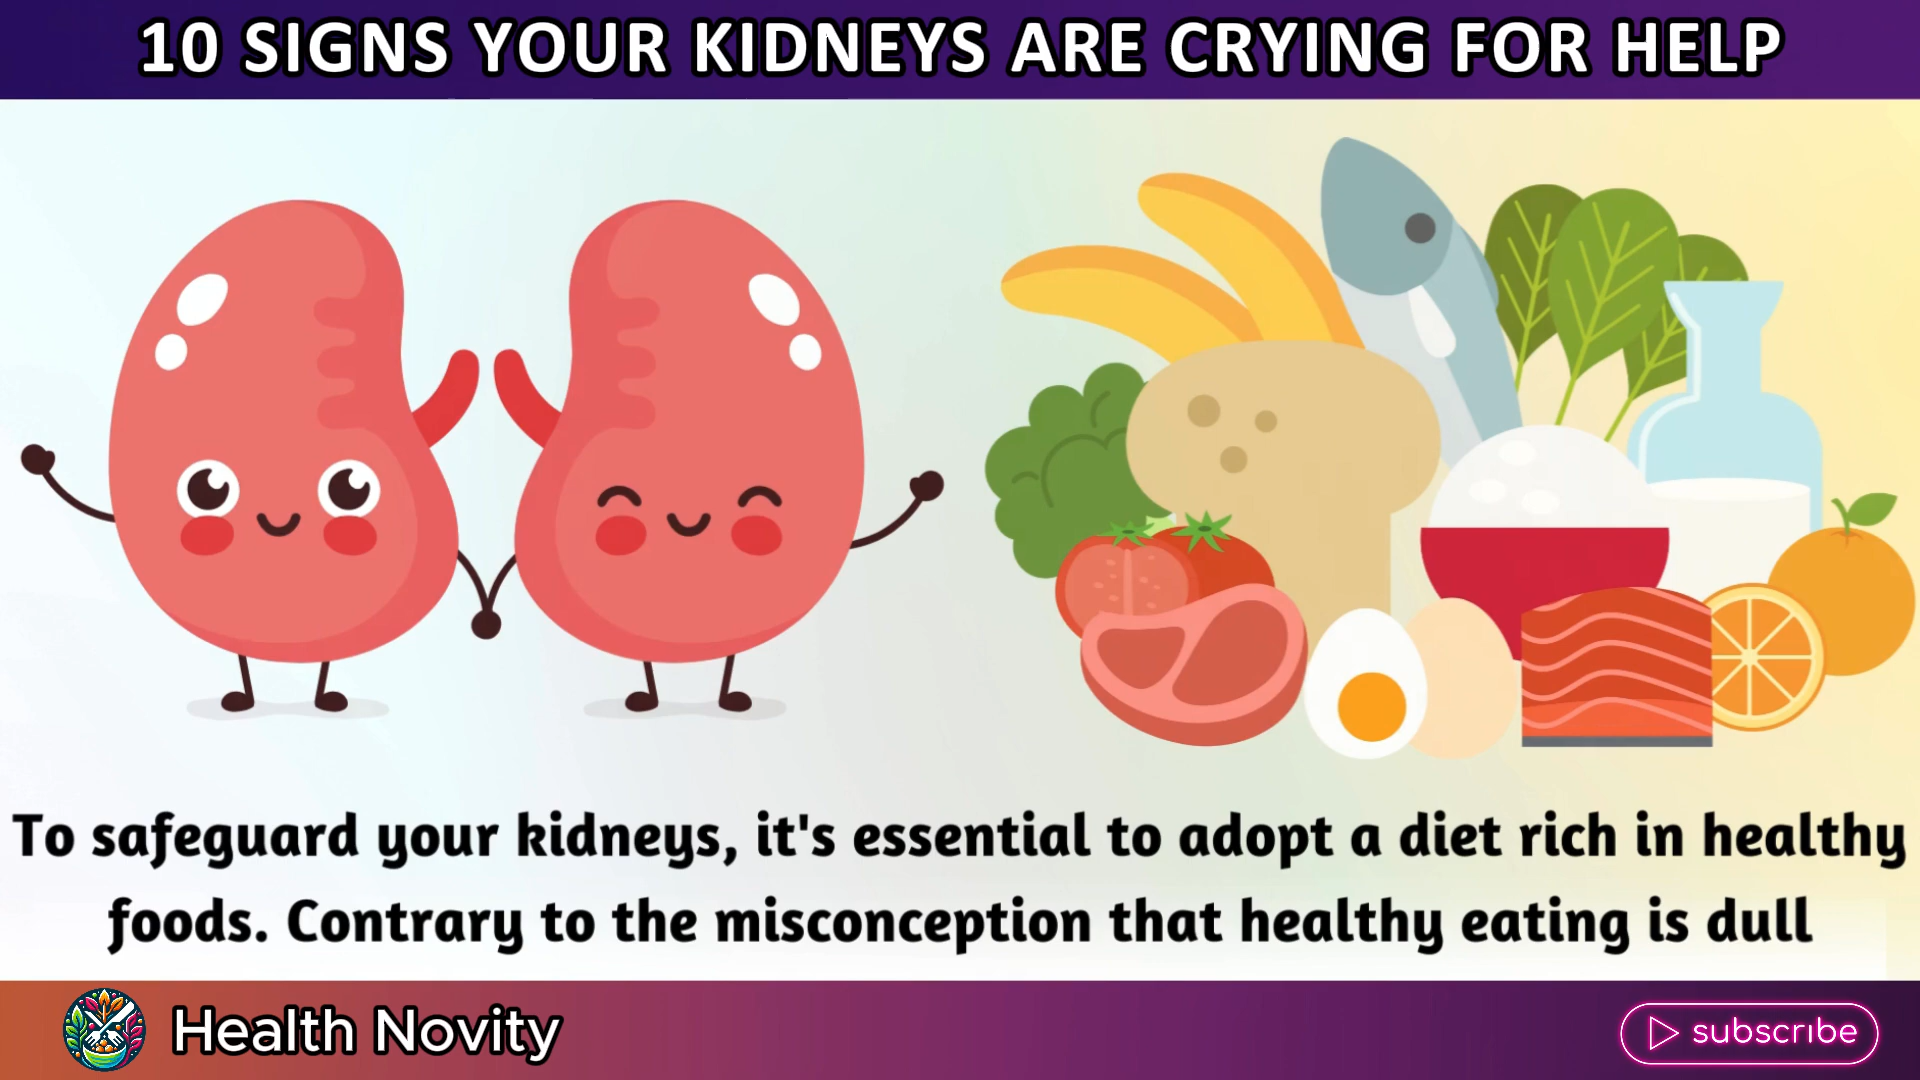 10 SIGNS YOUR KIDNEYS ARE CRYING FOR HELP
To safeguard your kidneys, it's essential to adopt a diet rich in healthy
foods. Contrary to the misconception that healthy eating is dull
Health Novity
subscribe